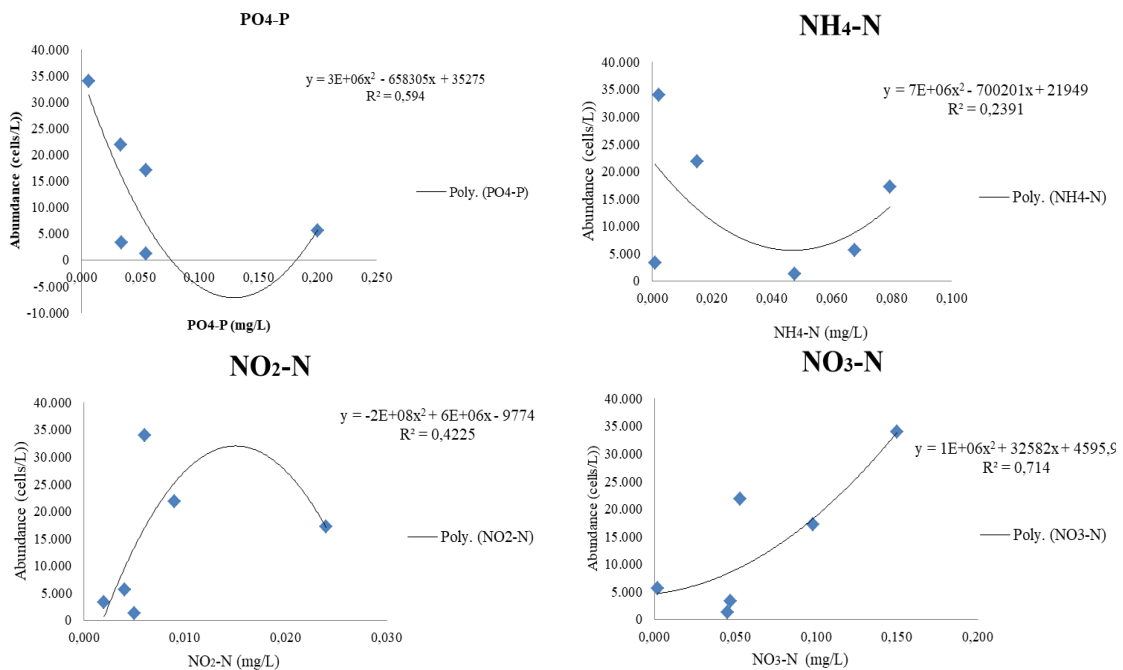 PO4-P
40.000
35.000
30.000
25.000
20.000
15.000
10.000
5.000
0
-5.000
-10.000
Abumdance (cells/L))
y = 3E+06x² - 658305x + 35275
R² = 0,594
Poly. (PO4-P)
0,000 0,050 0,100 0,150 0,200 0,250
PO4-P (mg/L)
NH4-N
40.000
35.000
30.000
25.000
20.000
15.000
10.000
5.000
0
Abundance (cells/L))
y = 7E+06x² - 700201x + 21949
R² = 0,2391
Poly. (NH4-N)
0,000 0,020 0,040 0,060 0,080 0,100
NH4-N (mg/L)
NO2-N
40.000
35.000
30.000
25.000
20.000
15.000
10.000
5.000
0
Abundance (cells/L))
y = -2E+08x² + 6E+06x - 9774
R² = 0,4225
Poly. (NO2-N)
0,000 0,010 0,020 0,030
NO2-N (mg/L)
NO3-N
40.000
35.000
30.000
25.000
20.000
15.000
10.000
5.000
0
Abundance (cells/L))
y = 1E+06x² + 32582x + 4595,9
R² = 0,714
Poly. (NO3-N)
0,000 0,050 0,100 0,150 0,200
NO3-N (mg/L)